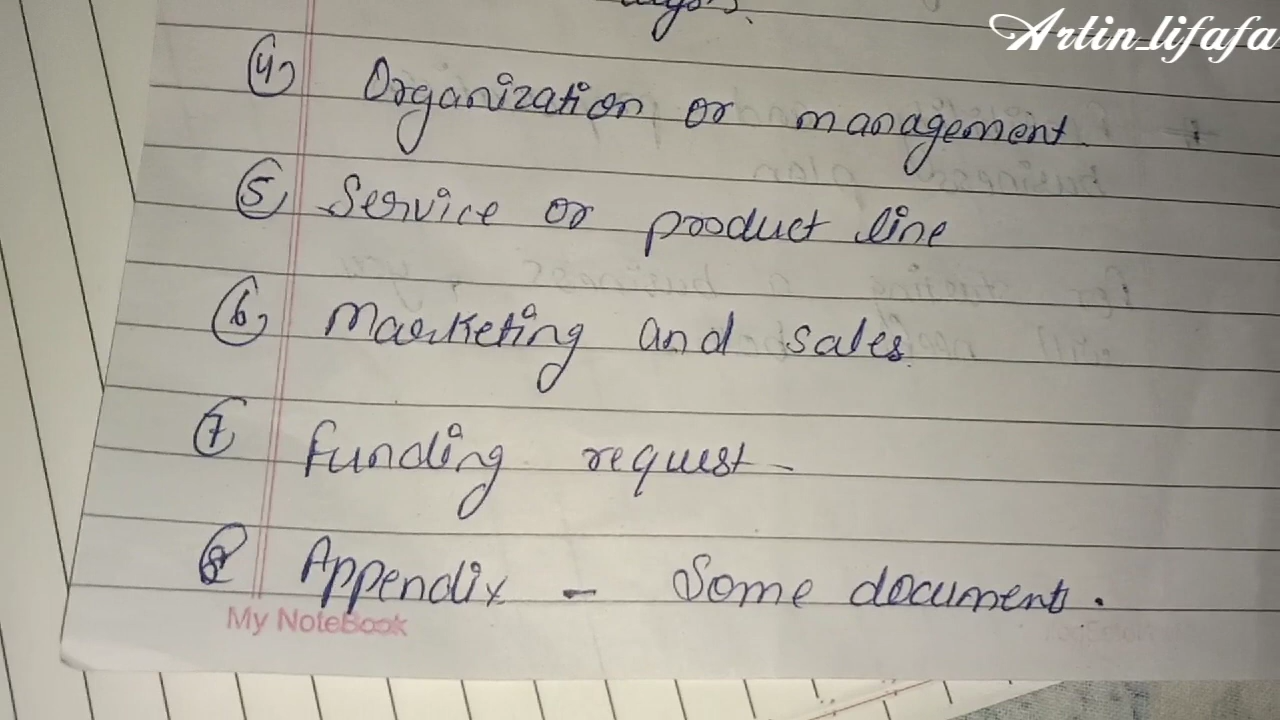 Artin_lifafa
4) Organization or management
5) Service or product line
6) Marketing and sales
7 Funding request -
8 Appendix - Some documents.
My NoteBook